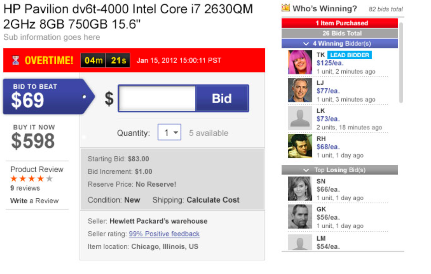 HP Pavilion dv6t-4000 Intel Core i7 2630QM
2GHz 8GB 750GB 15.6"
Sub information goes here
OVERTIME! 04m 21s Jan 15, 2012 15:00:11 PST
BID TO BEAT
$69
$ Bid
BUY IT NOW
$598
Quantity: 1 5 available
Product Review
9 reviews
Write a Review
Starting Bid: $83.00
Bid Increment: $1.00
Reserve Price: No Reserve!
Condition: New Shipping: Calculate Cost
Seller: Hewlett Packard's warehouse
Seller rating: 99% Positive feedback
Item location: Chicago, Illinois, US
Who's Winning? 82 bids total
1 Item Purchased
26 Bids Total
4 Winning Bidder(s)
TK LEAD BIDDER
$125/ea.
1 unit, 2 minutes ago
LJ
$77/ea.
1 unit, 3 minutes ago
LK
$73/ea.
2 units, 18 minutes ago
RH
$68/ea.
1 unit, 1 day ago
Top Losing Bid(s)
SN
$66/ea.
1 unit, 1 day ago
GK
$56/ea.
1 unit, 1 day ago
LM
$54/ea.